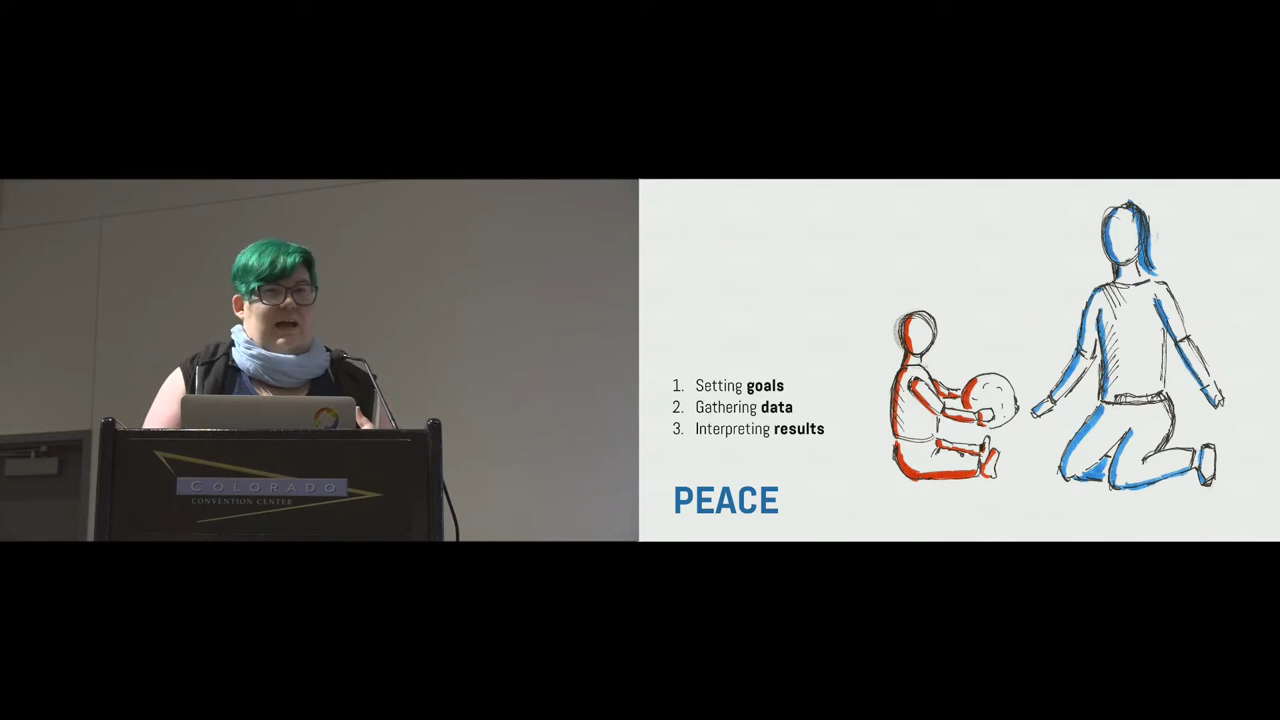 COLORADO
CONVENTION CENTER
1. Setting goals
2. Gathering data
3. Interpreting results
PEACE